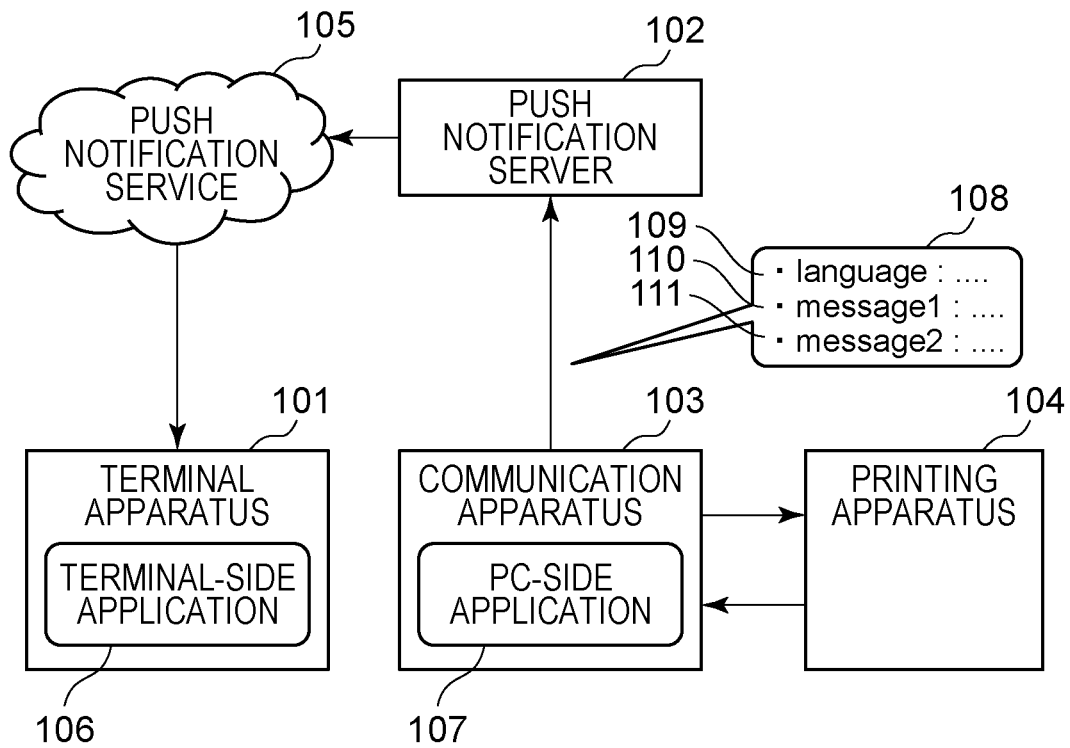 105
102
PUSH
NOTIFICATION
SERVICE
PUSH
NOTIFICATION
SERVER
108
109
110
111
· language : ....
· message1 : ....
· message2 : ....
101
103
104
TERMINAL
APPARATUS
TERMINAL-SIDE
APPLICATION
COMMUNICATION
APPARATUS
PC-SIDE
APPLICATION
PRINTING
APPARATUS
106
107